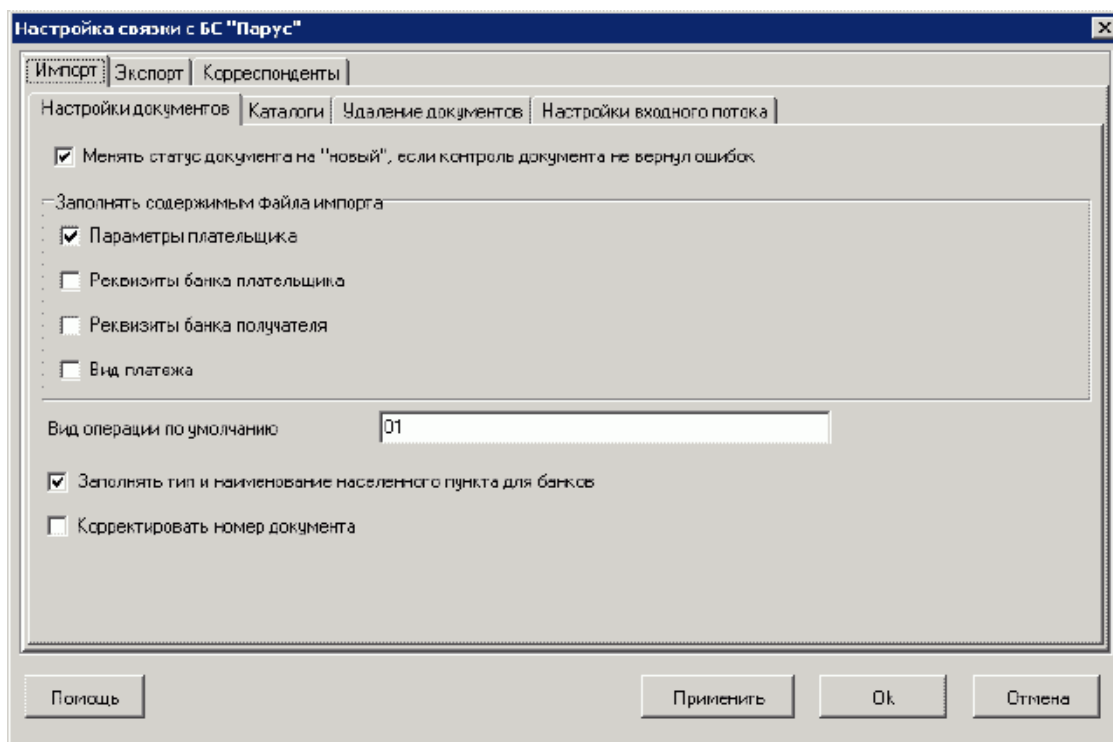 Настройка связки с БС "Парус"
Импорт Экспорт Корреспонденты
Настройки документов Каталоги Удаление документов Настройки входного потока
Менять статус документа на "новый", если контроль документа не вернул ошибок
Заполнять содержимым файла импорта
Параметры плательщика
Реквизиты банка плательщика
Реквизиты банка получателя
Вид платежа
Вид операции по умолчанию 01
Заполнять тип и наименование населенного пункта для банков
Корректировать номер документа
Помощь Применить Ok Отмена